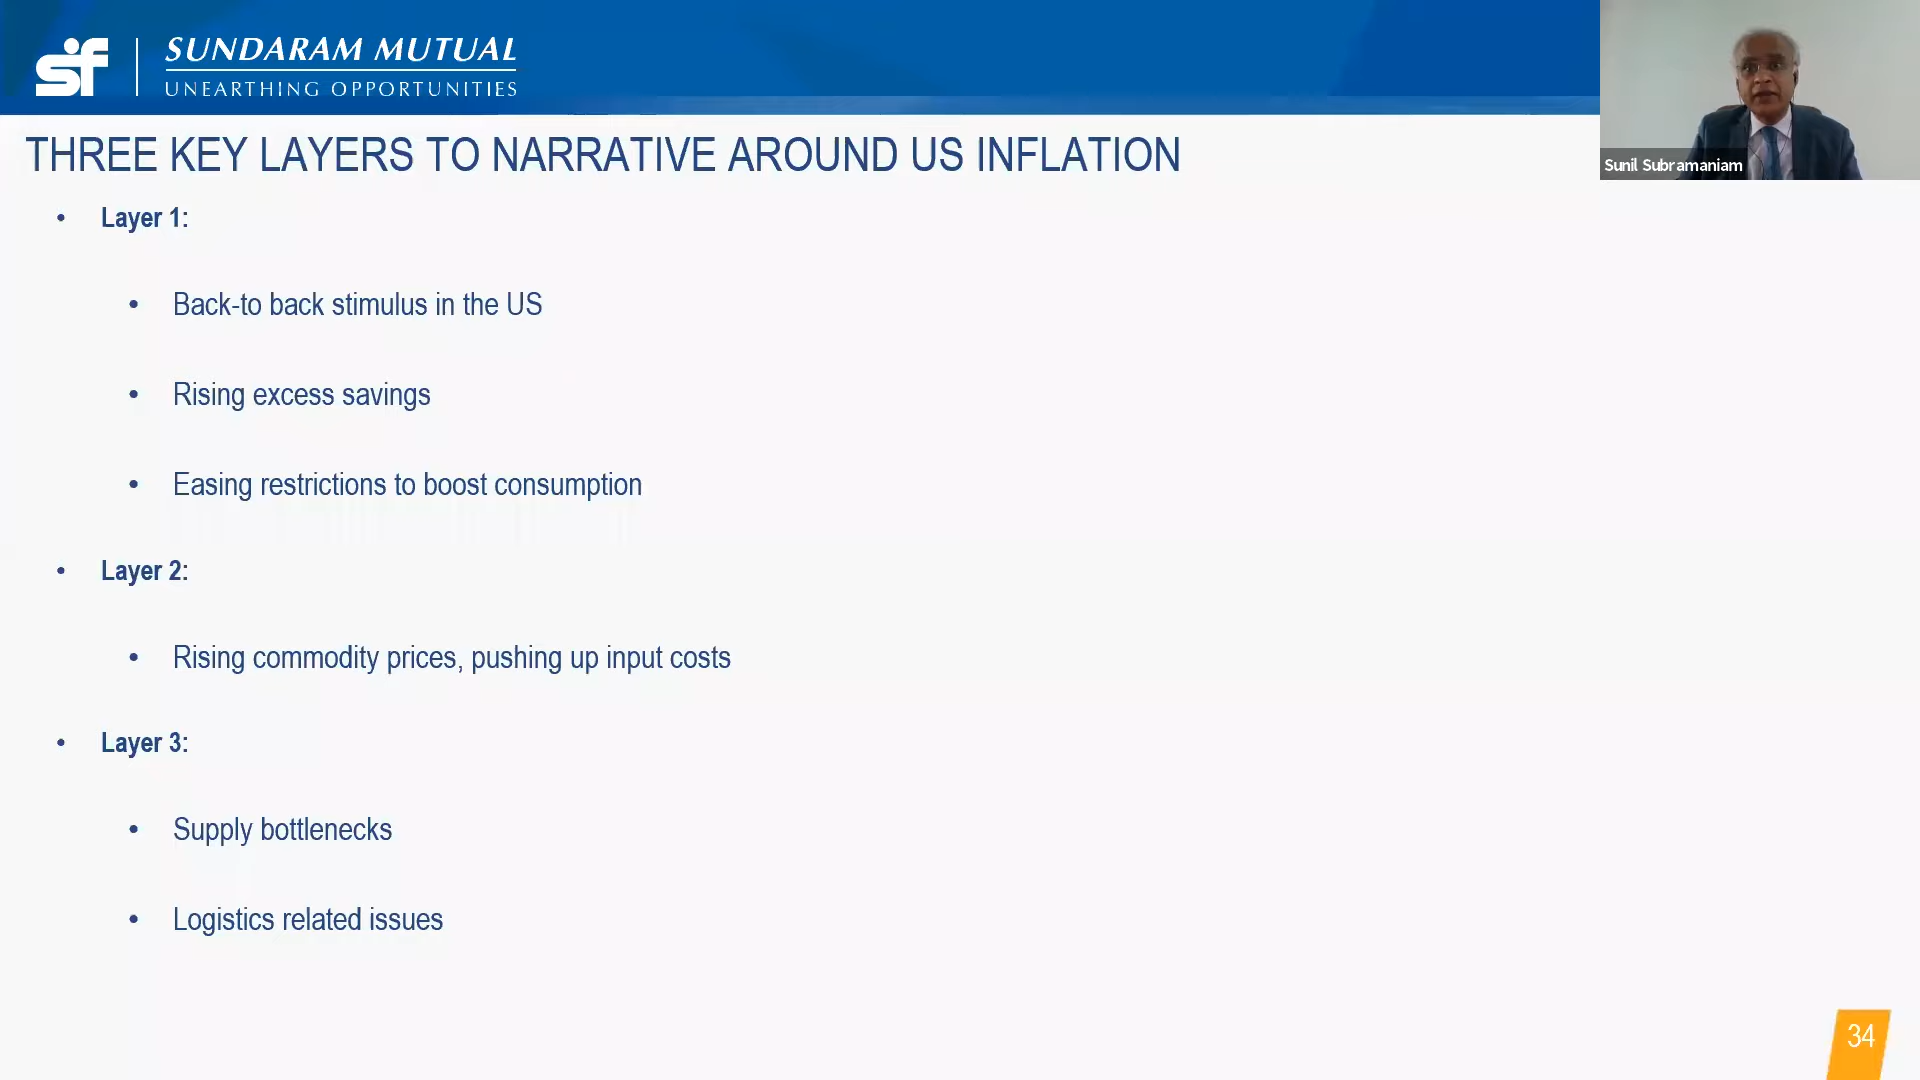 SUNDARAM MUTUAL
UNEARTHING OPPORTUNITIES
Sunil Subramaniam
THREE KEY LAYERS TO NARRATIVE AROUND US INFLATION
• Layer 1:
• Back-to back stimulus in the US
• Rising excess savings
• Easing restrictions to boost consumption
• Layer 2:
• Rising commodity prices, pushing up input costs
• Layer 3:
• Supply bottlenecks
• Logistics related issues
34